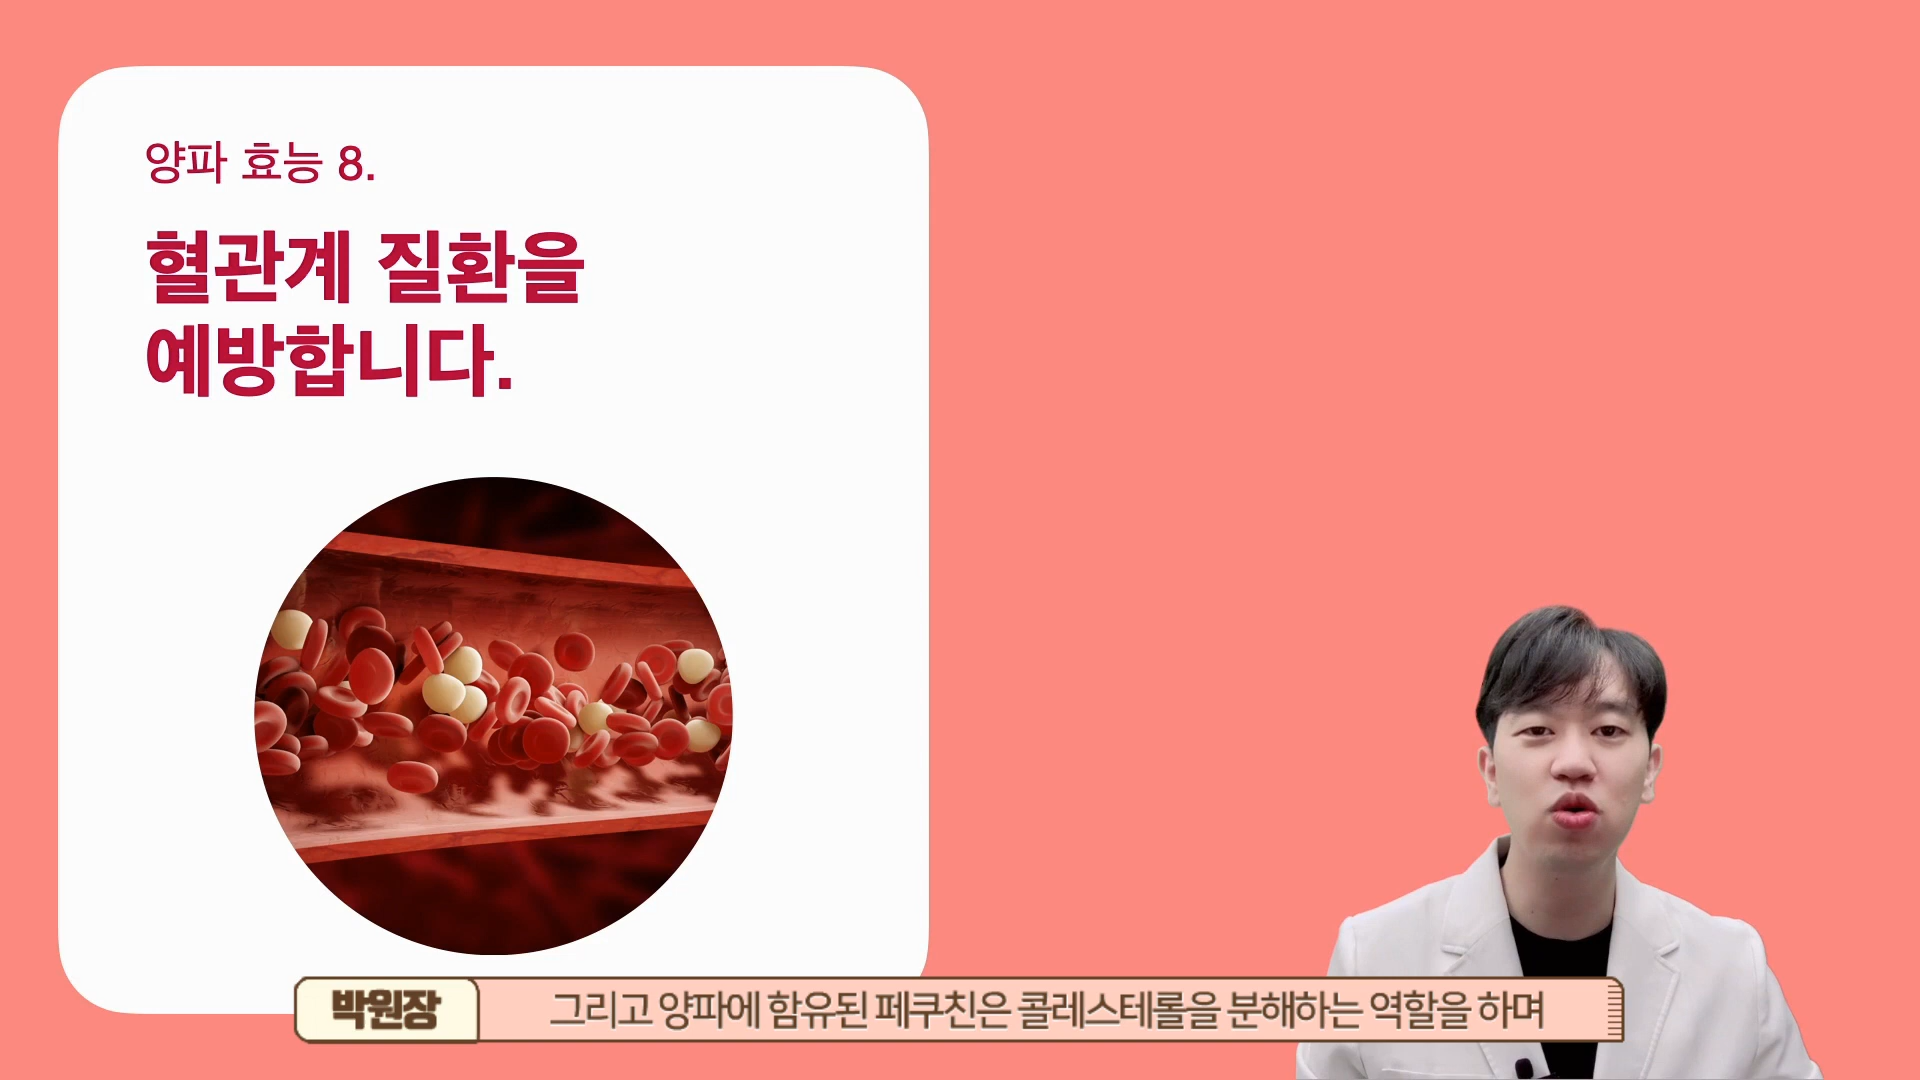 양파 효능 8.
혈관계 질환을
예방합니다.
박원장
그리고 양파에 함유된 페쿠친은 콜레스테롤을 분해하는 역할을 하며